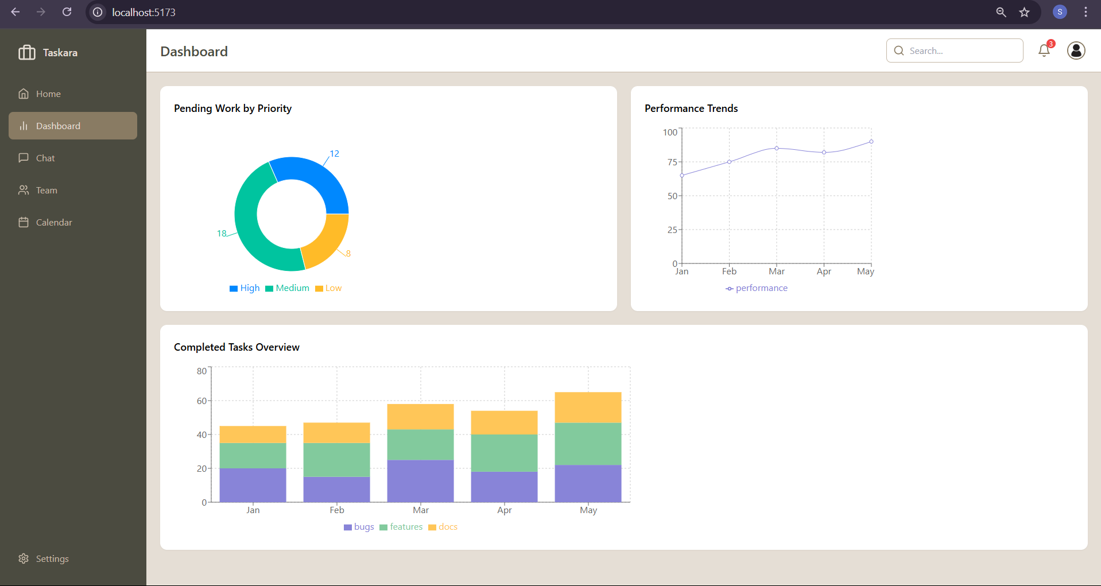 localhost:5173
S
Taskara
Home
Dashboard
Chat
Team
Calendar
Settings
Dashboard
Search...
3
Pending Work by Priority
12
18
8
High Medium Low
Performance Trends
100
75
50
25
0
Jan Feb Mar Apr May
performance
Completed Tasks Overview
80
60
40
20
0
Jan Feb Mar Apr May
bugs features docs